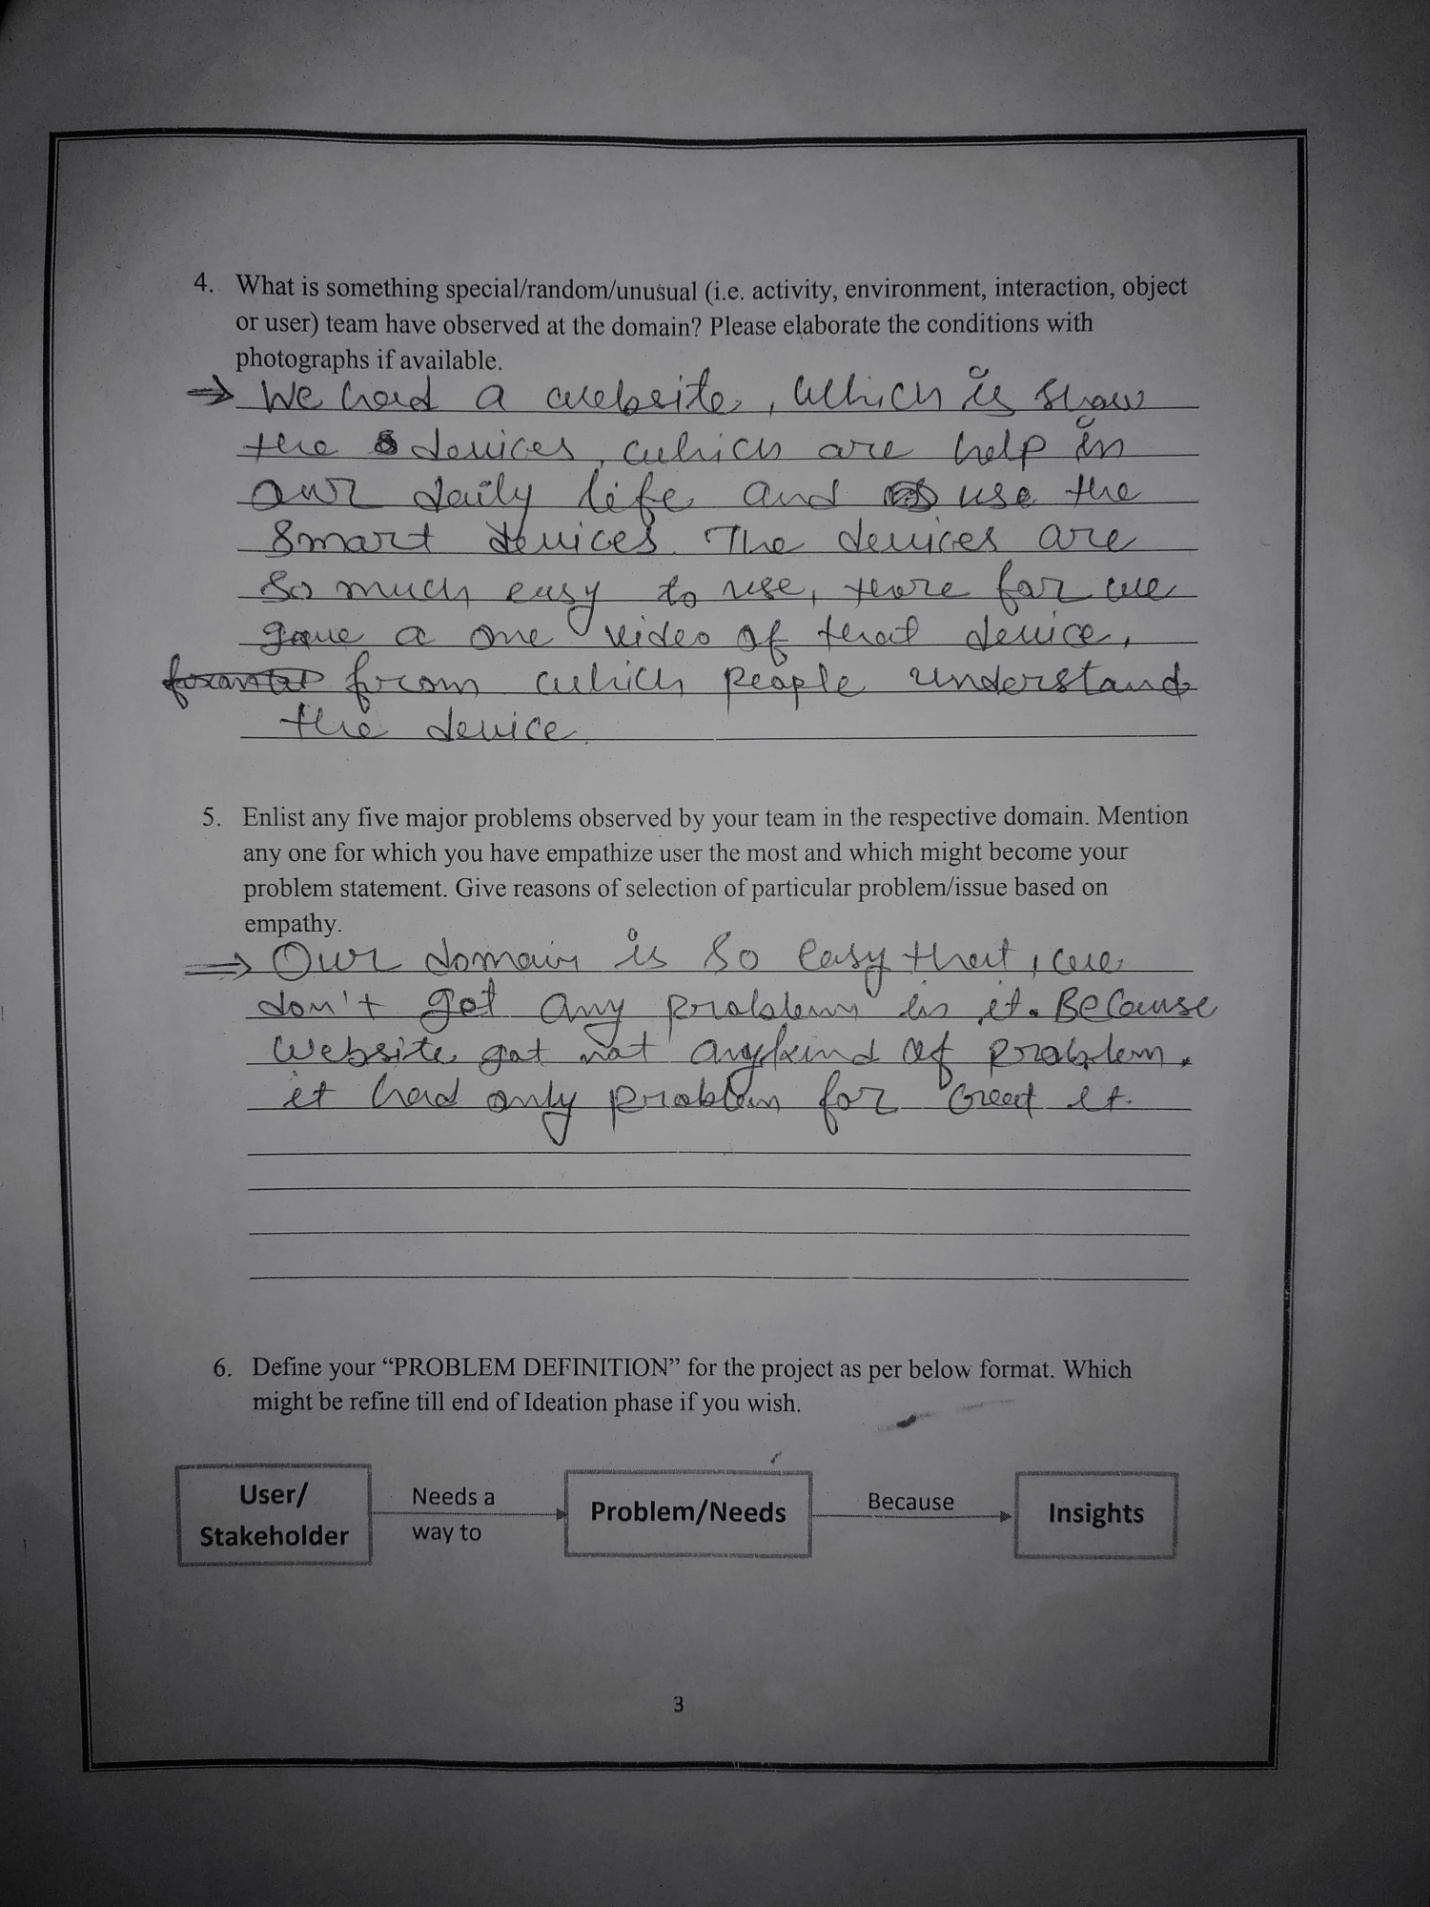 4. What is something special/random/unusual (i.e. activity, environment, interaction, object
or user) team have observed at the domain? Please elaborate the conditions with
photographs if available.
⇒ We had a website, which is show
the devices, which are help in
our daily life and use the
smart devices. The devices are
so much easy to use, there for we
gave a one video of that device,
from which people understand
the device.
5. Enlist any five major problems observed by your team in the respective domain. Mention
any one for which you have empathize user the most and which might become your
problem statement. Give reasons of selection of particular problem/issue based on
empathy.
⇒ Our domain is so easy that, we
don't get any problem in it. Because
Website got not anykind of problem.
it had only problem for Creat it.
6. Define your “PROBLEM DEFINITION” for the project as per below format. Which
might be refine till end of Ideation phase if you wish.
User/
Stakeholder
Needs a
way to
Problem/Needs
Because
Insights
3